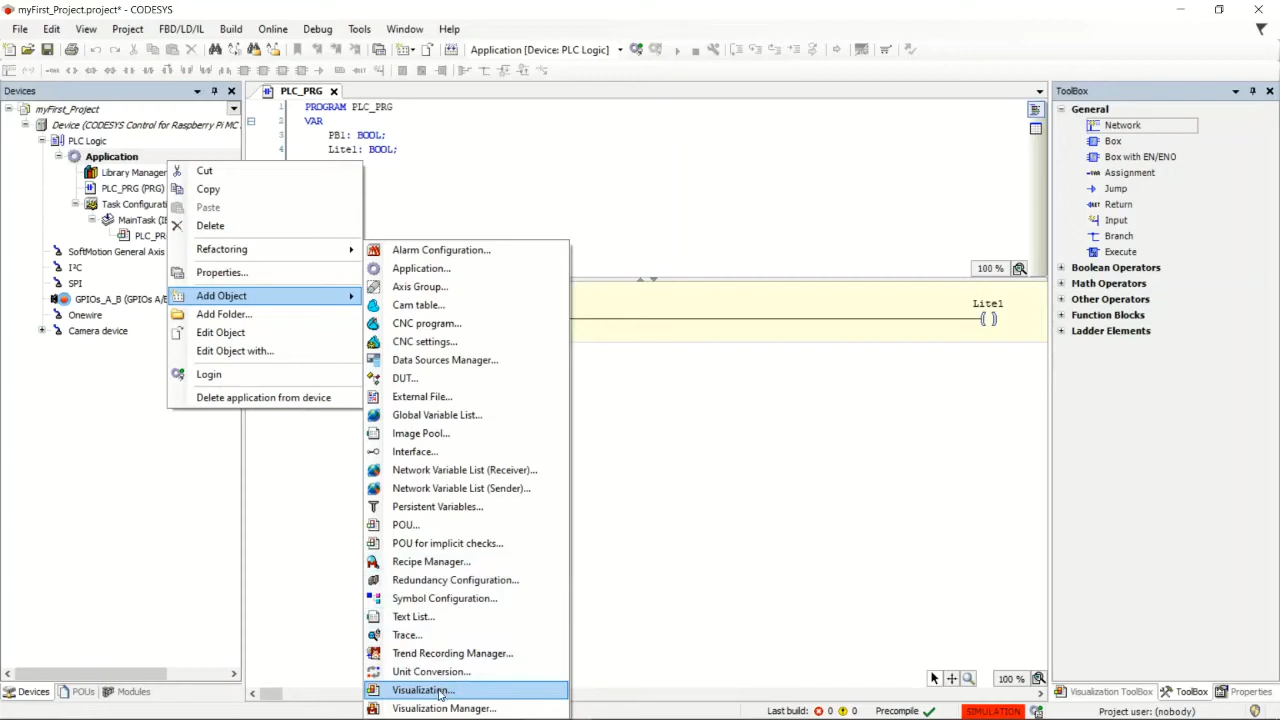 myFirst_Project.project* - CODESYS
File Edit View Project FBD/LD/IL Build Online Debug Tools Window Help
Application [Device: PLC Logic]
Devices
myFirst_Project
Device (CODESYS Control for Raspberry Pi MC
PLC Logic
Application
Library Manager
PLC_PRG (PRG)
Task Configurati
MainTask (IE
PLC_PR
SoftMotion General Axis
I²C
SPI
GPIOs_A_B (GPIOs A/B
Onewire
Camera device
Devices POUs Modules
Cut
Copy
Paste
Delete
Refactoring
Properties...
Add Object
Add Folder...
Edit Object
Edit Object with...
Login
Delete application from device
Alarm Configuration...
Application...
Axis Group...
Cam table...
CNC program...
CNC settings...
Data Sources Manager...
DUT...
External File...
Global Variable List...
Image Pool...
Interface...
Network Variable List (Receiver)...
Network Variable List (Sender)...
Persistent Variables...
POU...
POU for implicit checks...
Recipe Manager...
Redundancy Configuration...
Symbol Configuration...
Text List...
Trace...
Trend Recording Manager...
Unit Conversion...
Visualization...
Visualization Manager...
PLC_PRG
1 PROGRAM PLC_PRG
2 VAR
3 PB1: BOOL;
4 Lite1: BOOL;
100 %
Lite1
100 %
ToolBox
General
Network
Box
Box with EN/ENO
Assignment
Jump
Return
Input
Branch
Execute
Boolean Operators
Math Operators
Other Operators
Function Blocks
Ladder Elements
Visualization ToolBox ToolBox Properties
Last build: 0 0 Precompile SIMULATION Project user: (nobody)